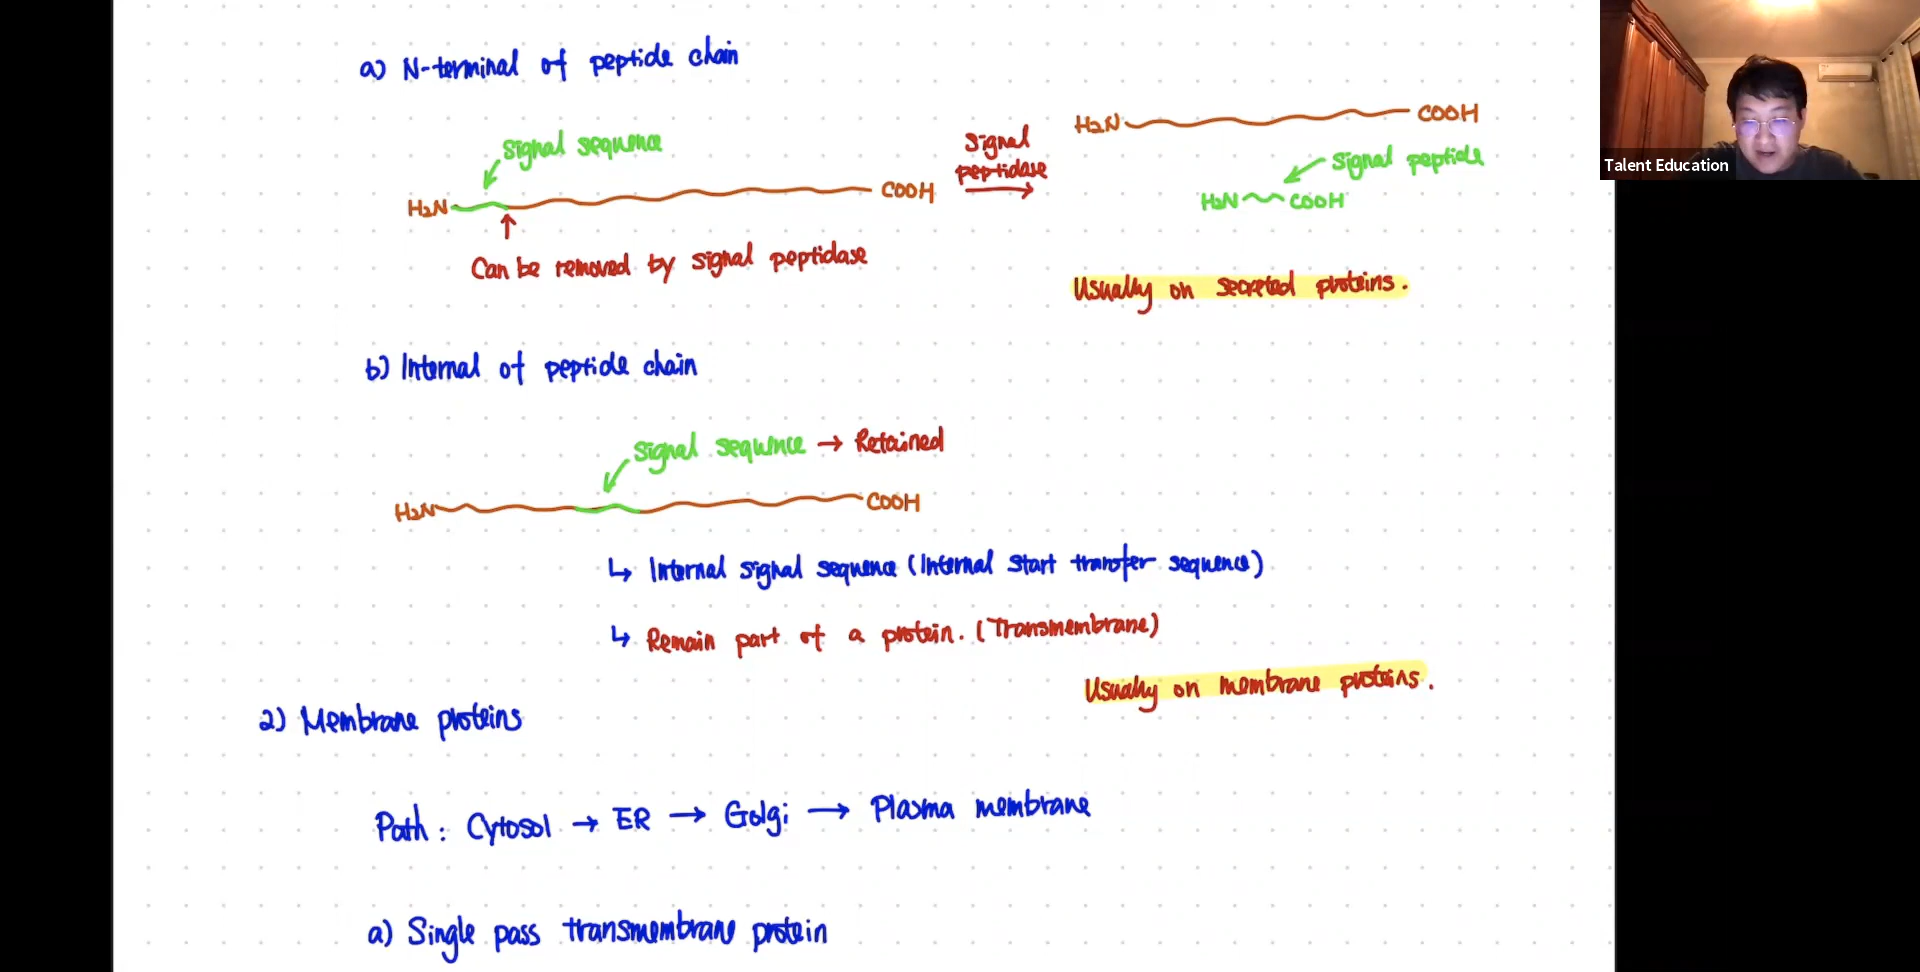 a) N-terminal of peptide chain
Signal sequence
H₂N COOH
Can be removed by signal peptidase
Signal
peptidase
H₂N COOH
Signal peptide
H₂N COOH
Usually on secreted proteins.
b) Internal of peptide chain
Signal sequence → Retained
H₂N COOH
↳ Internal signal sequence (Internal start transfer sequence)
↳ Remain part of a protein. (Transmembrane)
Usually on membrane proteins.
2) Membrane proteins
Path: Cytosol → ER → Golgi → Plasma membrane
a) Single pass transmembrane protein
Talent Education